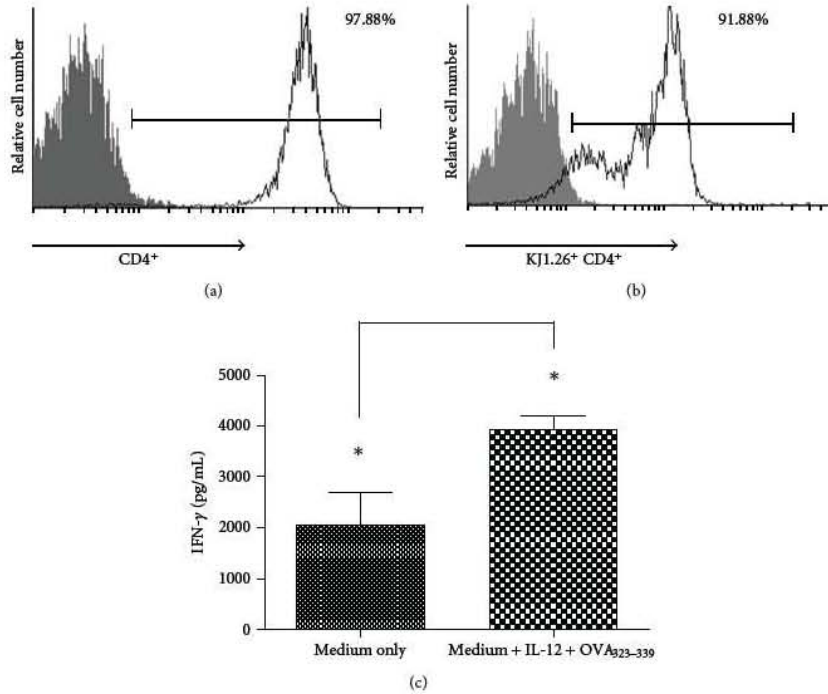 97.88%
Relative cell number
CD4⁺
(a)
91.88%
Relative cell number
KJ1.26⁺ CD4⁺
(b)
IFN-γ (pg/mL)
5000
4000
3000
2000
1000
0
*
*
Medium only
Medium + IL-12 + OVA₃₂₃₋₃₃₉
(c)